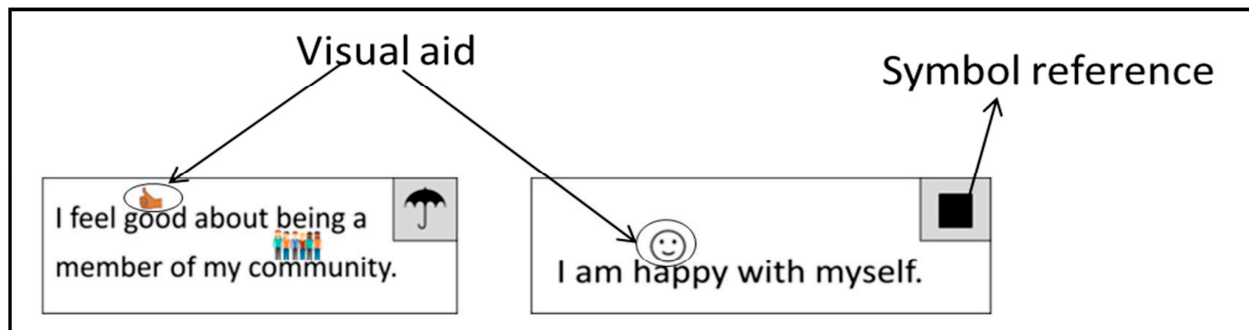 Visual aid
Symbol reference
I feel good about being a
member of my community.
I am happy with myself.